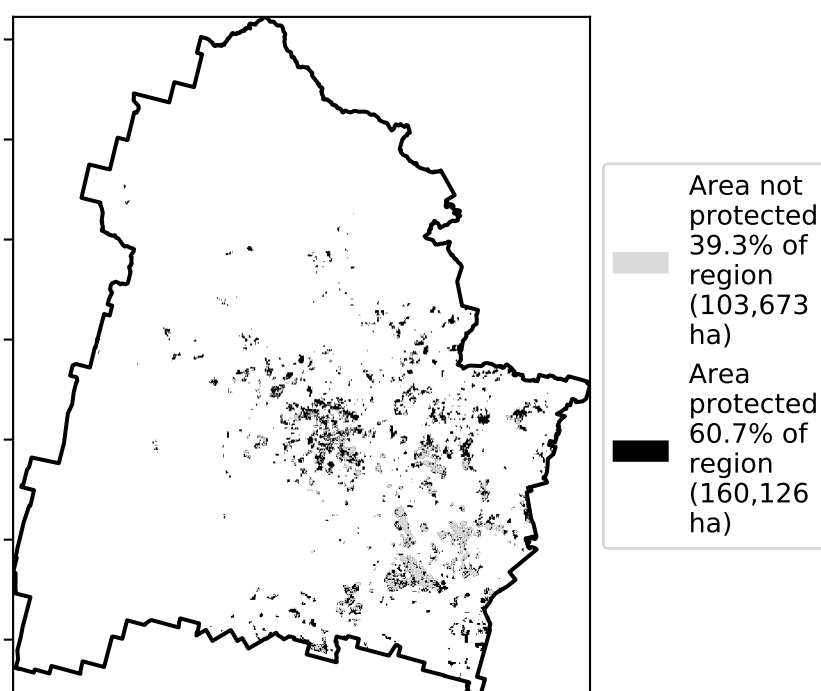 Area not
protected
39.3% of
region
(103,673
ha)
Area
protected
60.7% of
region
(160,126
ha)